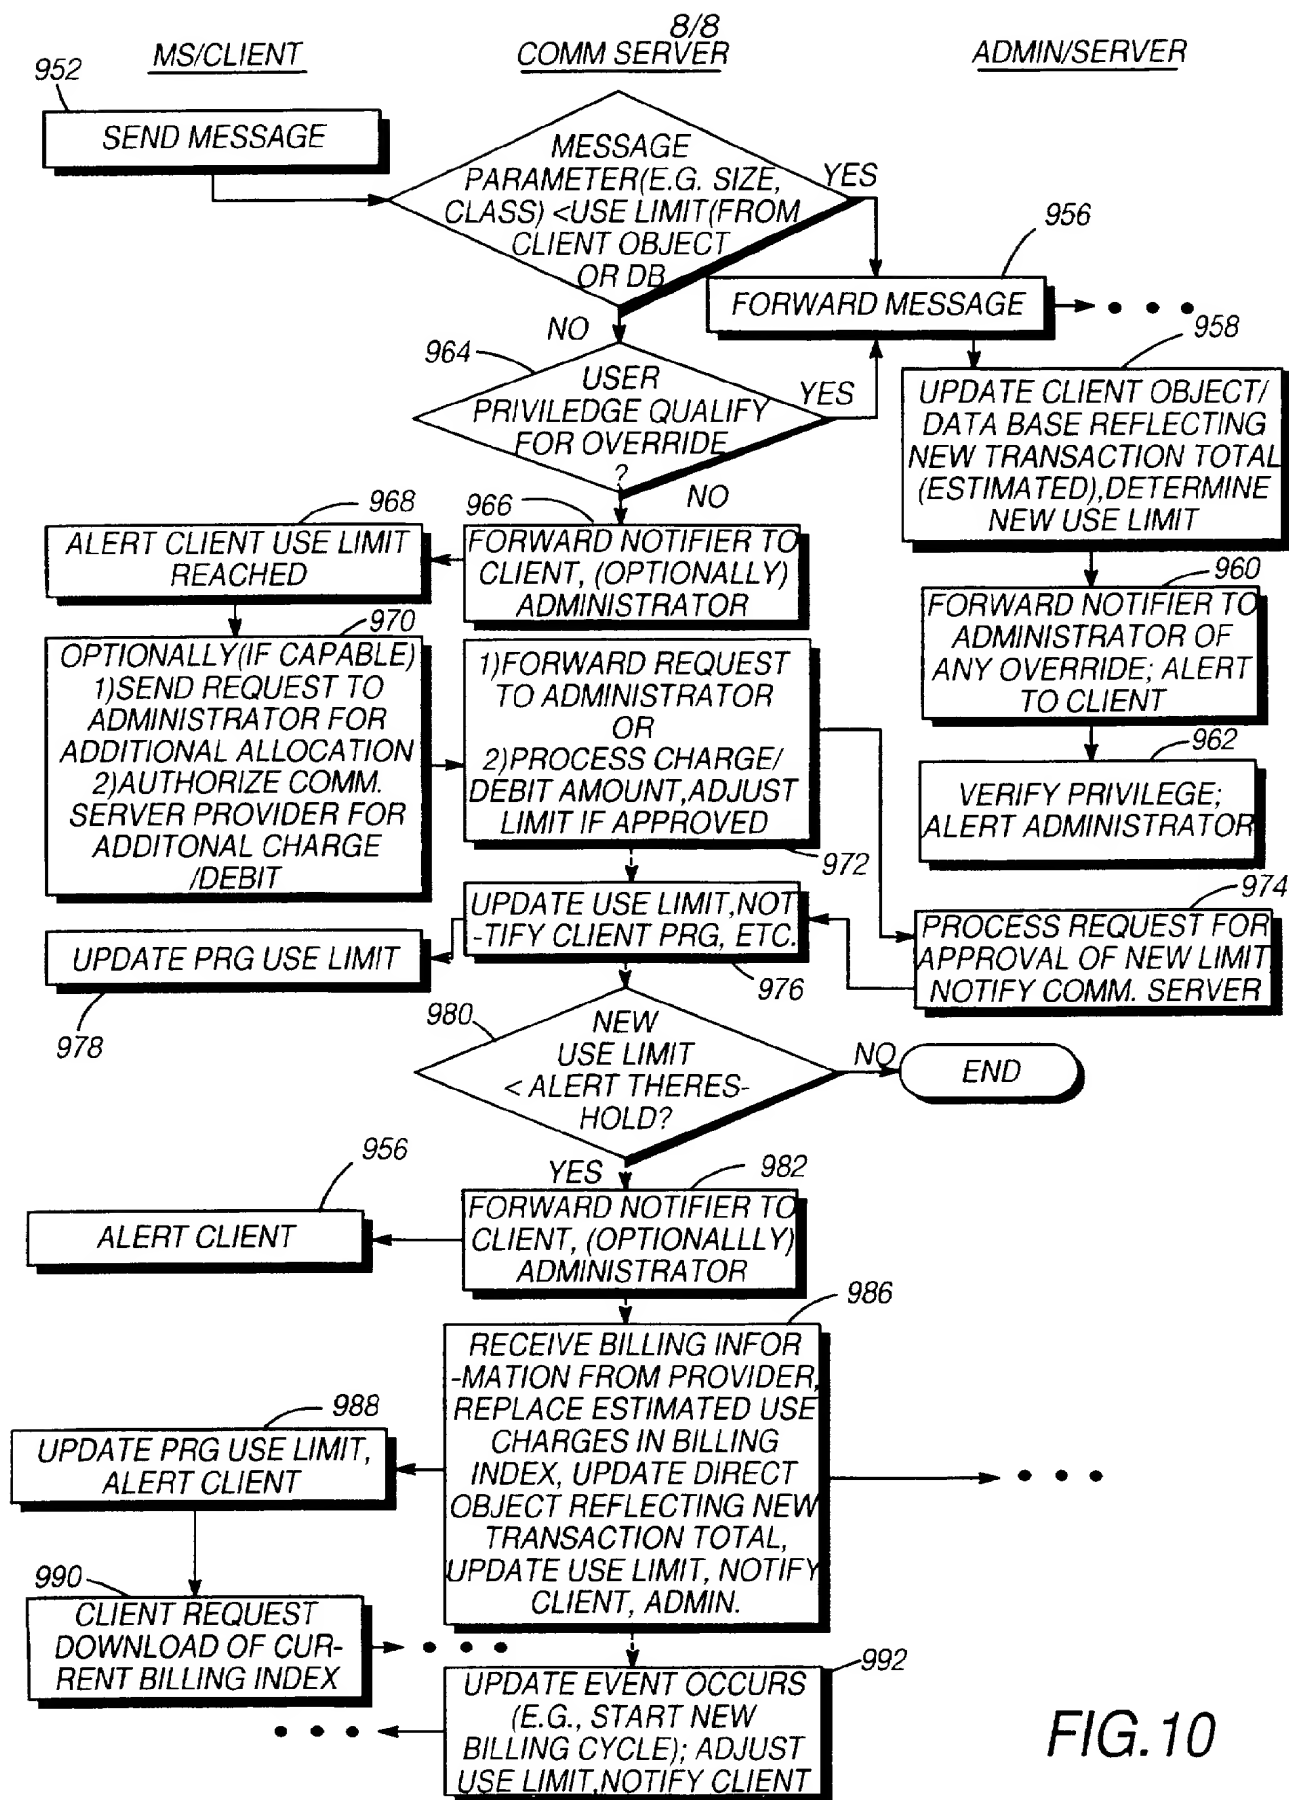 8/8
MS/CLIENT
COMM SERVER
ADMIN/SERVER
952
SEND MESSAGE
MESSAGE
PARAMETER(E.G. SIZE,
CLASS) <USE LIMIT(FROM
CLIENT OBJECT
OR DB
YES
NO
956
FORWARD MESSAGE
958
UPDATE CLIENT OBJECT/
DATA BASE REFLECTING
NEW TRANSACTION TOTAL
(ESTIMATED),DETERMINE
NEW USE LIMIT
964
USER
PRIVILEDGE QUALIFY
FOR OVERRIDE
?
YES
NO
968
ALERT CLIENT USE LIMIT
REACHED
966
FORWARD NOTIFIER TO
CLIENT, (OPTIONALLY)
ADMINISTRATOR
960
FORWARD NOTIFIER TO
ADMINISTRATOR OF
ANY OVERRIDE; ALERT
TO CLIENT
970
OPTIONALLY(IF CAPABLE)
1)SEND REQUEST TO
ADMINISTRATOR FOR
ADDITIONAL ALLOCATION
2)AUTHORIZE COMM.
SERVER PROVIDER FOR
ADDITONAL CHARGE
/DEBIT
1)FORWARD REQUEST
TO ADMINISTRATOR
OR
2)PROCESS CHARGE/
DEBIT AMOUNT,ADJUST
LIMIT IF APPROVED
972
962
VERIFY PRIVILEGE;
ALERT ADMINISTRATOR
974
PROCESS REQUEST FOR
APPROVAL OF NEW LIMIT
NOTIFY COMM. SERVER
UPDATE USE LIMIT,NOT
-TIFY CLIENT PRG, ETC.
976
UPDATE PRG USE LIMIT
978
980
NEW
USE LIMIT
< ALERT THERES-
HOLD?
NO
END
YES
956
ALERT CLIENT
982
FORWARD NOTIFIER TO
CLIENT, (OPTIONALLLY)
ADMINISTRATOR
986
RECEIVE BILLING INFOR
-MATION FROM PROVIDER,
REPLACE ESTIMATED USE
CHARGES IN BILLING
INDEX, UPDATE DIRECT
OBJECT REFLECTING NEW
TRANSACTION TOTAL,
UPDATE USE LIMIT, NOTIFY
CLIENT, ADMIN.
988
UPDATE PRG USE LIMIT,
ALERT CLIENT
990
CLIENT REQUEST
DOWNLOAD OF CUR-
RENT BILLING INDEX
992
UPDATE EVENT OCCURS
(E.G., START NEW
BILLING CYCLE); ADJUST
USE LIMIT,NOTIFY CLIENT
FIG.10